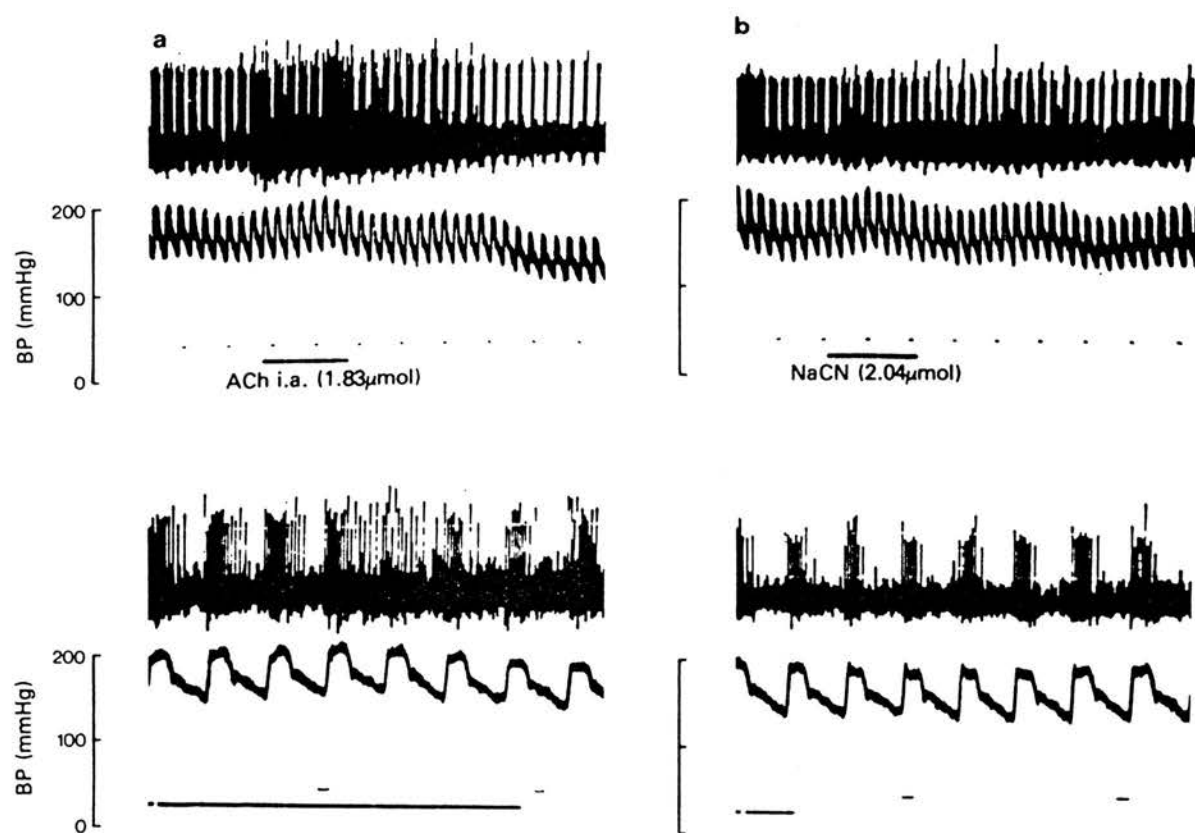 a
b
200
BP (mmHg)
100
0
ACh i.a. (1.83μmol)
NaCN (2.04μmol)
200
BP (mmHg)
100
0